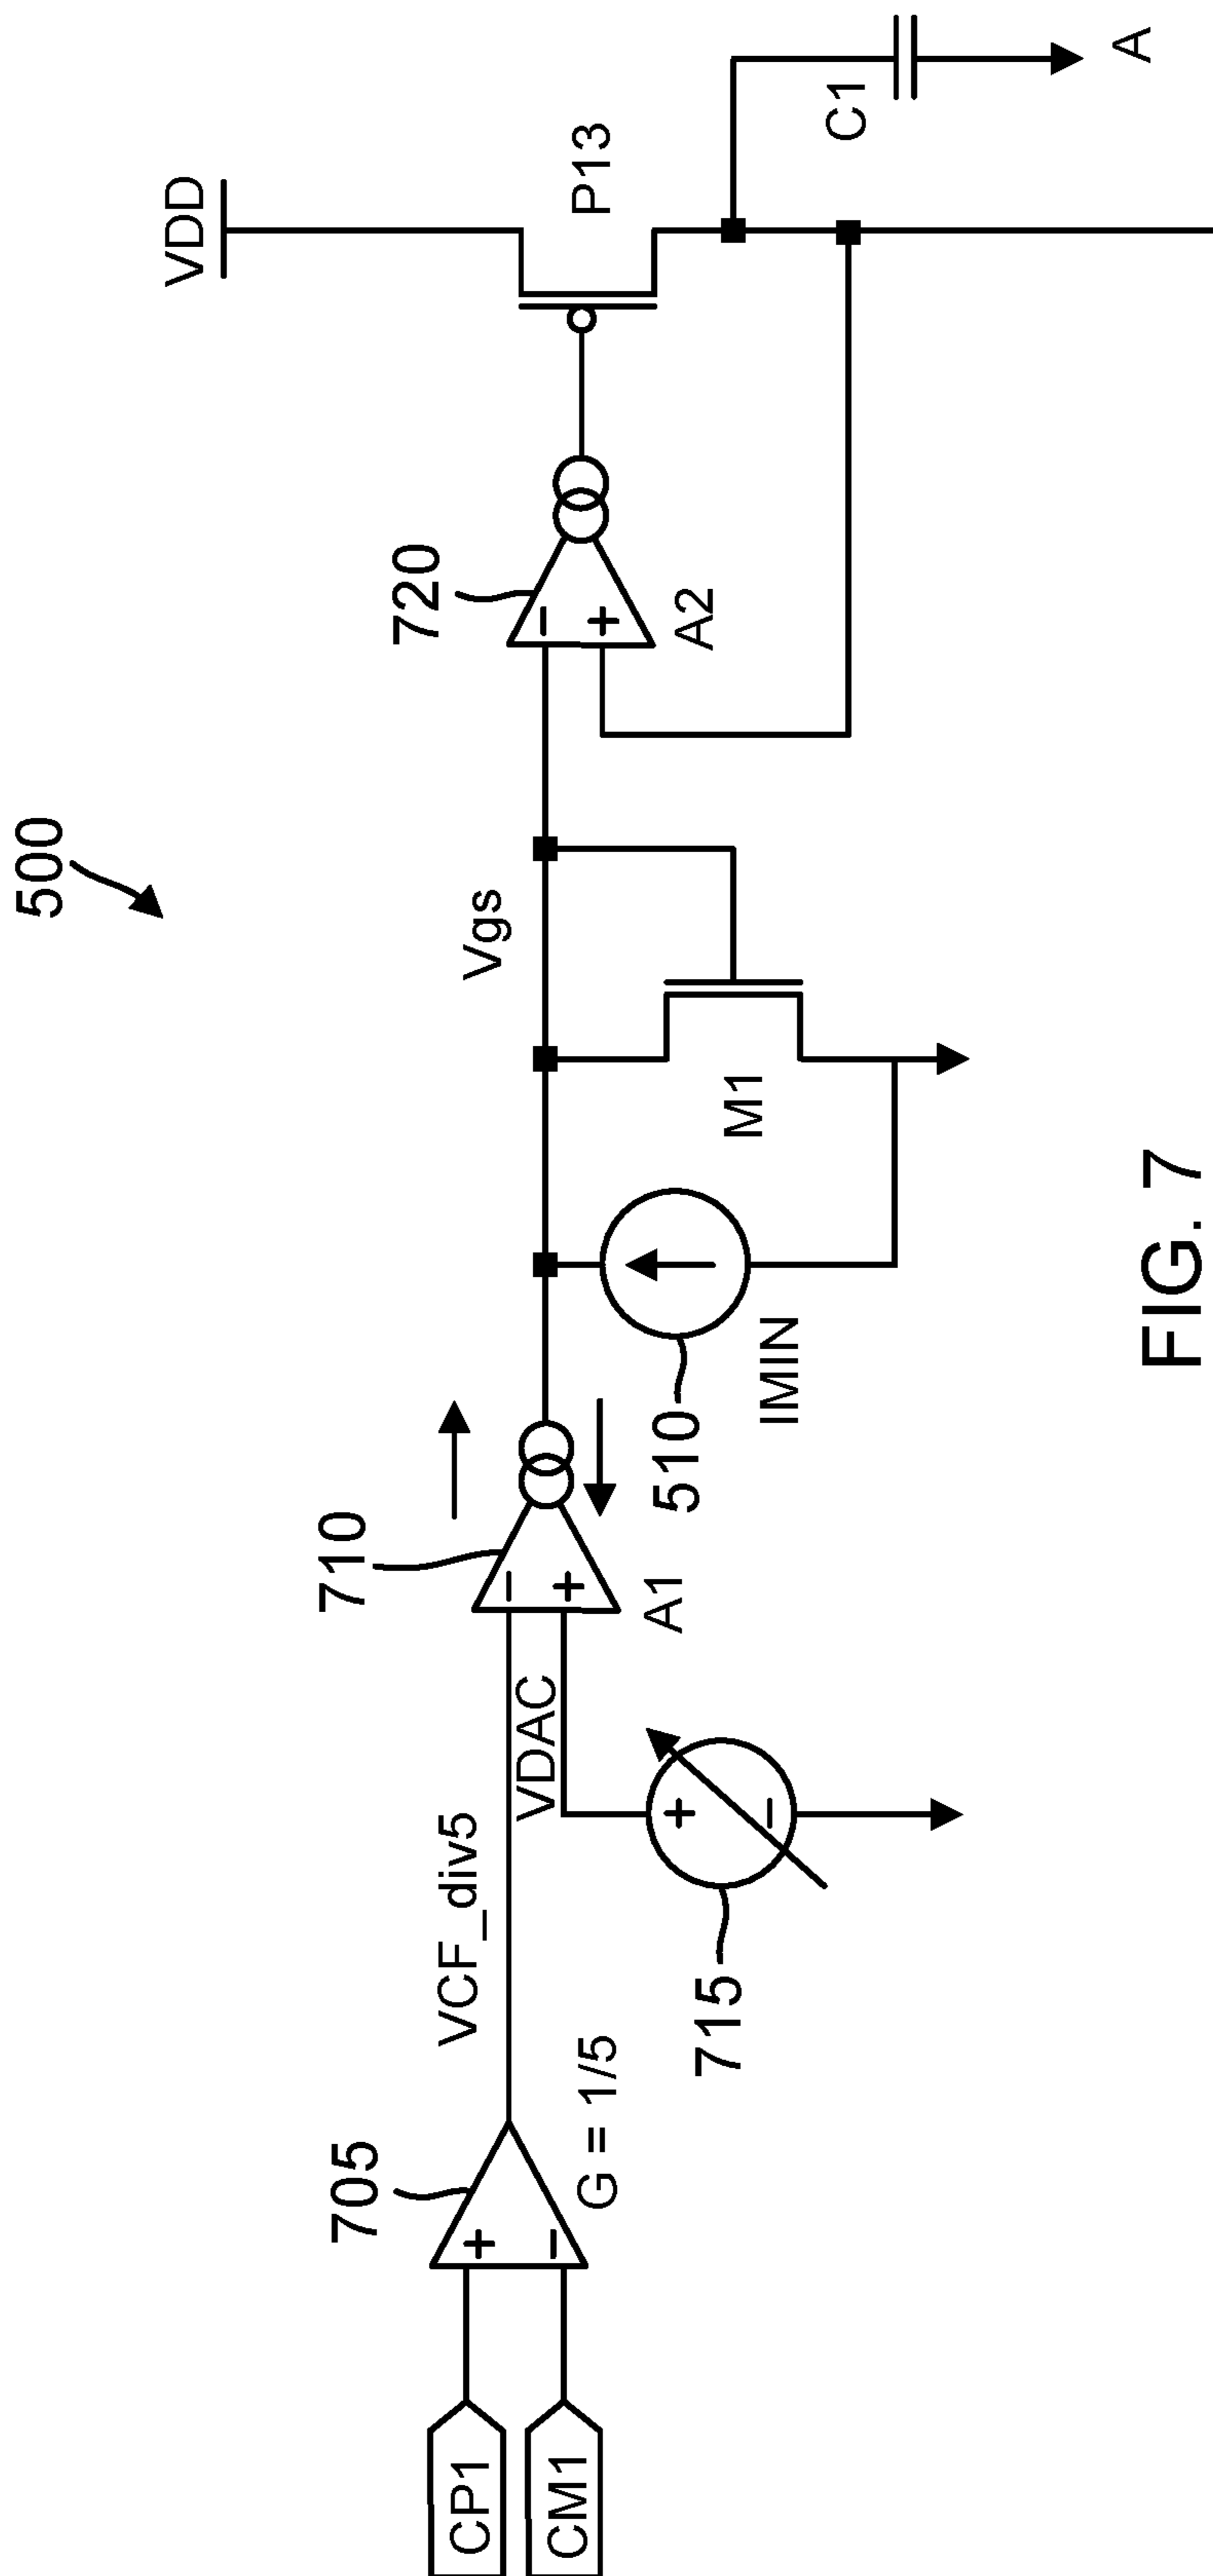 500
CP1
CM1
705
G = 1/5
VCF_div5
VDAC
715
710
A1
510
IMIN
M1
Vgs
720
A2
VDD
P13
C1
A
+
−
−
+
+
−
−
+
FIG. 7